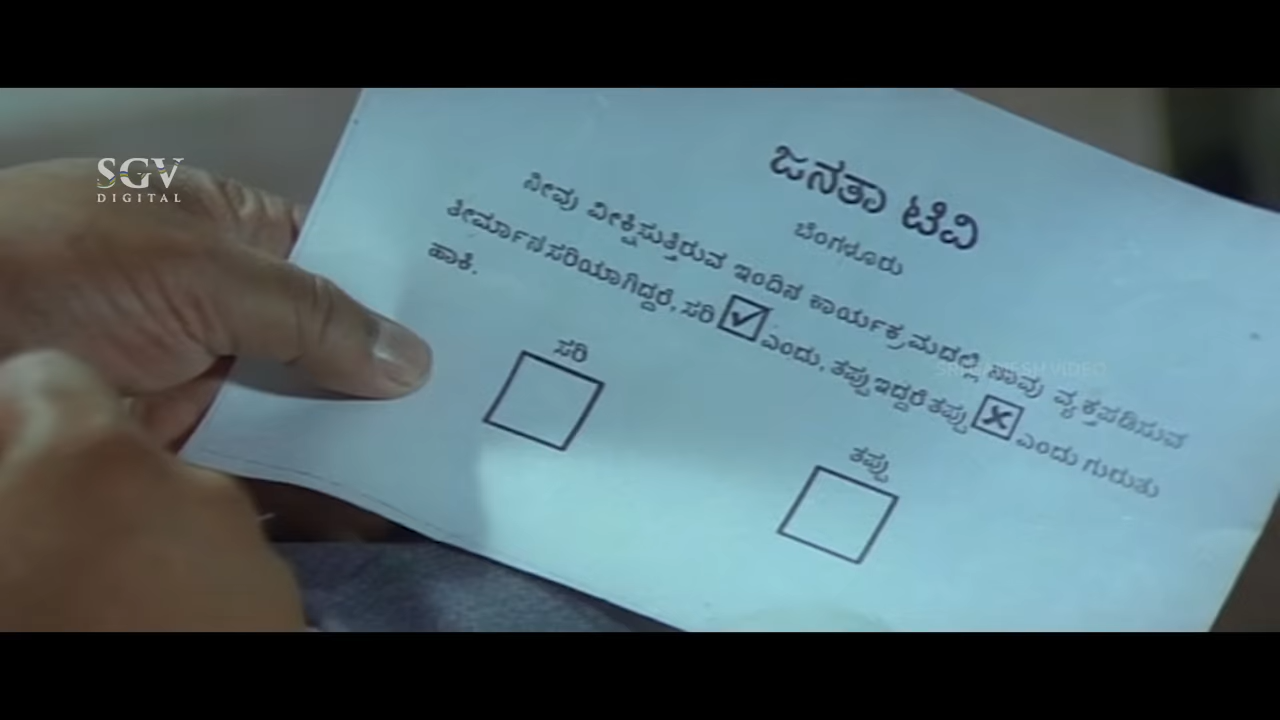 SGV
DIGITAL
ಜನತಾ ಟಿವಿ
ಬೆಂಗಳೂರು
ನೀವು ವೀಕ್ಷಿಸುತ್ತಿರುವ ಇಂದಿನ ಕಾರ್ಯಕ್ರಮದಲ್ಲಿ ನಾವು ವ್ಯಕ್ತಪಡಿಸುವ
ತೀರ್ಮಾನ ಸರಿಯಾಗಿದ್ದರೆ, ಸರಿ ಎಂದು, ತಪ್ಪು ಇದ್ದರೆ ತಪ್ಪು ಎಂದು ಗುರುತು
ಹಾಕಿ.
ಸರಿ
ತಪ್ಪು